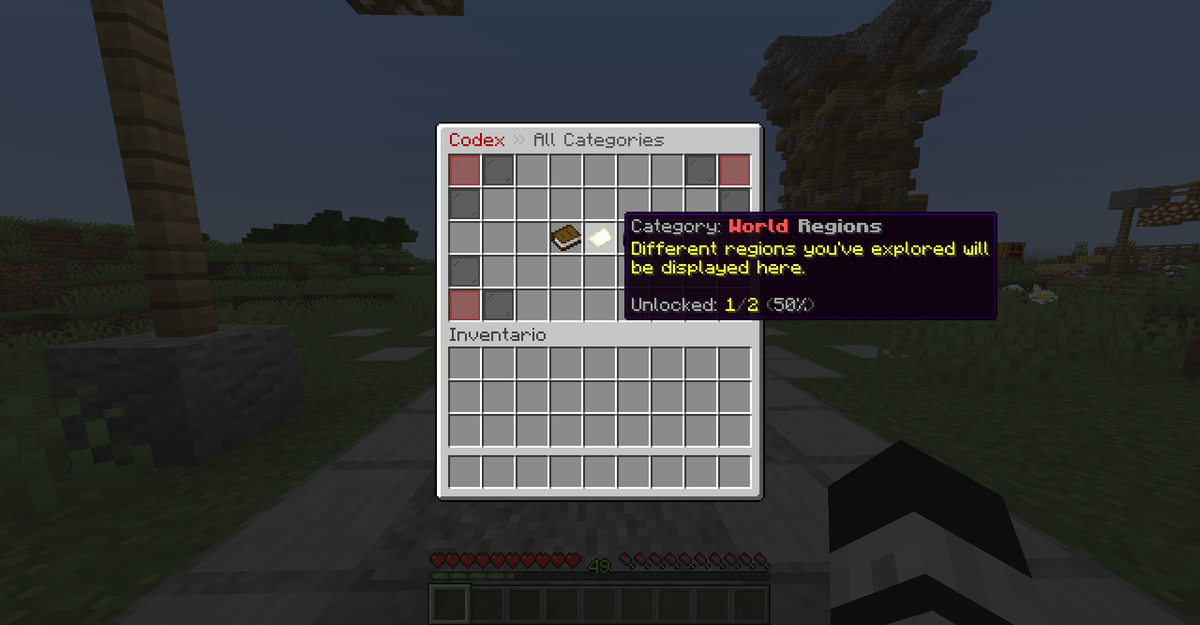 Codex » All Categories
Category: World Regions
Different regions you've explored will
be displayed here.
Unlocked: 1/2 (50%)
Inventario
48